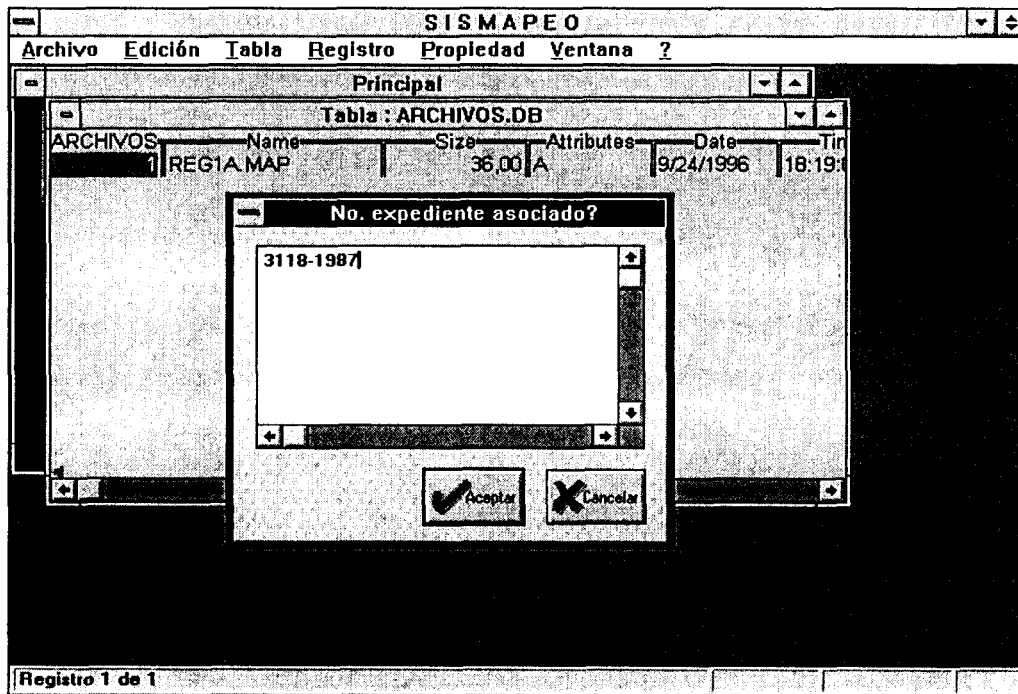 SISMAPEO
Archivo Edición Tabla Registro Propiedad Ventana ?
Principal
Tabla : ARCHIVOS.DB
ARCHIVOS Name Size Attributes Date Tim
1 REG1A.MAP 36,00 A 9/24/1996 18:19:
No. expediente asociado?
3118-1987
Aceptar Cancelar
Registro 1 de 1